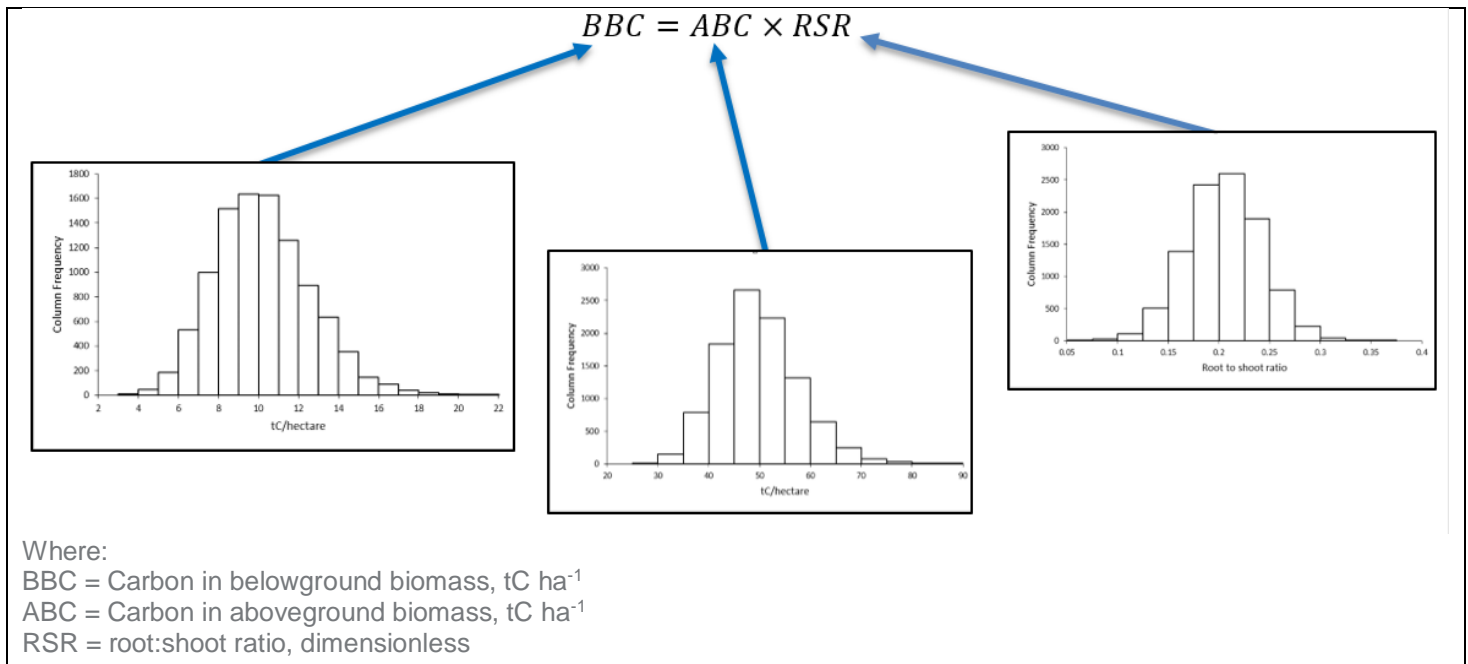 BBC = ABC × RSR
1800
1600
1400
1200
1000
800
600
400
200
0
Column Frequency
2 4 6 8 10 12 14 16 18 20 22
tC/hectare
3000
2500
2000
1500
1000
500
0
Column Frequency
20 30 40 50 60 70 80 90
tC/hectare
3000
2500
2000
1500
1000
500
0
Column Frequency
0.05 0.1 0.15 0.2 0.25 0.3 0.35 0.4
Root to shoot ratio
Where:
BBC = Carbon in belowground biomass, tC ha⁻¹
ABC = Carbon in aboveground biomass, tC ha⁻¹
RSR = root:shoot ratio, dimensionless